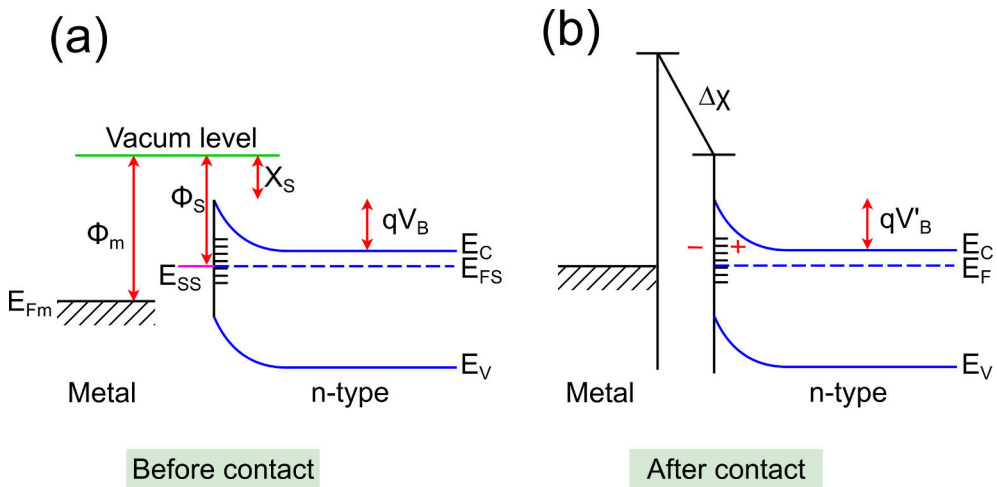 (a)
Vacum level
Φm
ΦS
XS
qVB
EC
EFS
ESS
EFm
EV
Metal
n-type
Before contact
(b)
Δχ
qV'B
- +
EC
EF
EV
Metal
n-type
After contact